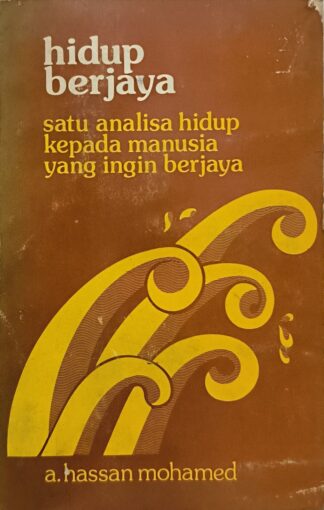 hidup
berjaya
satu analisa hidup
kepada manusia
yang ingin berjaya
a. hassan mohamed